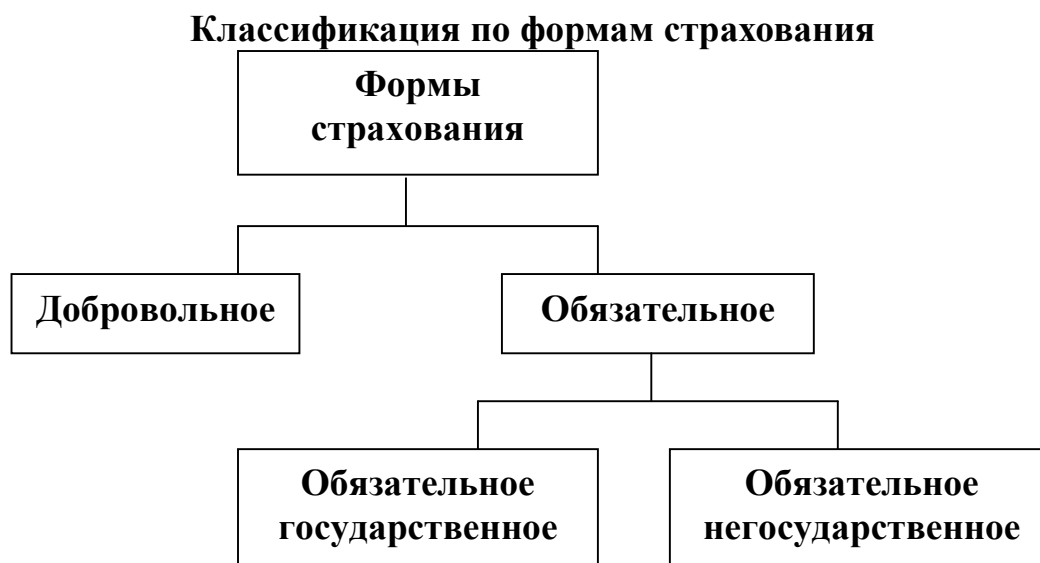 Классификация по формам страхования
Формы
страхования
Добровольное
Обязательное
Обязательное
государственное
Обязательное
негосударственное